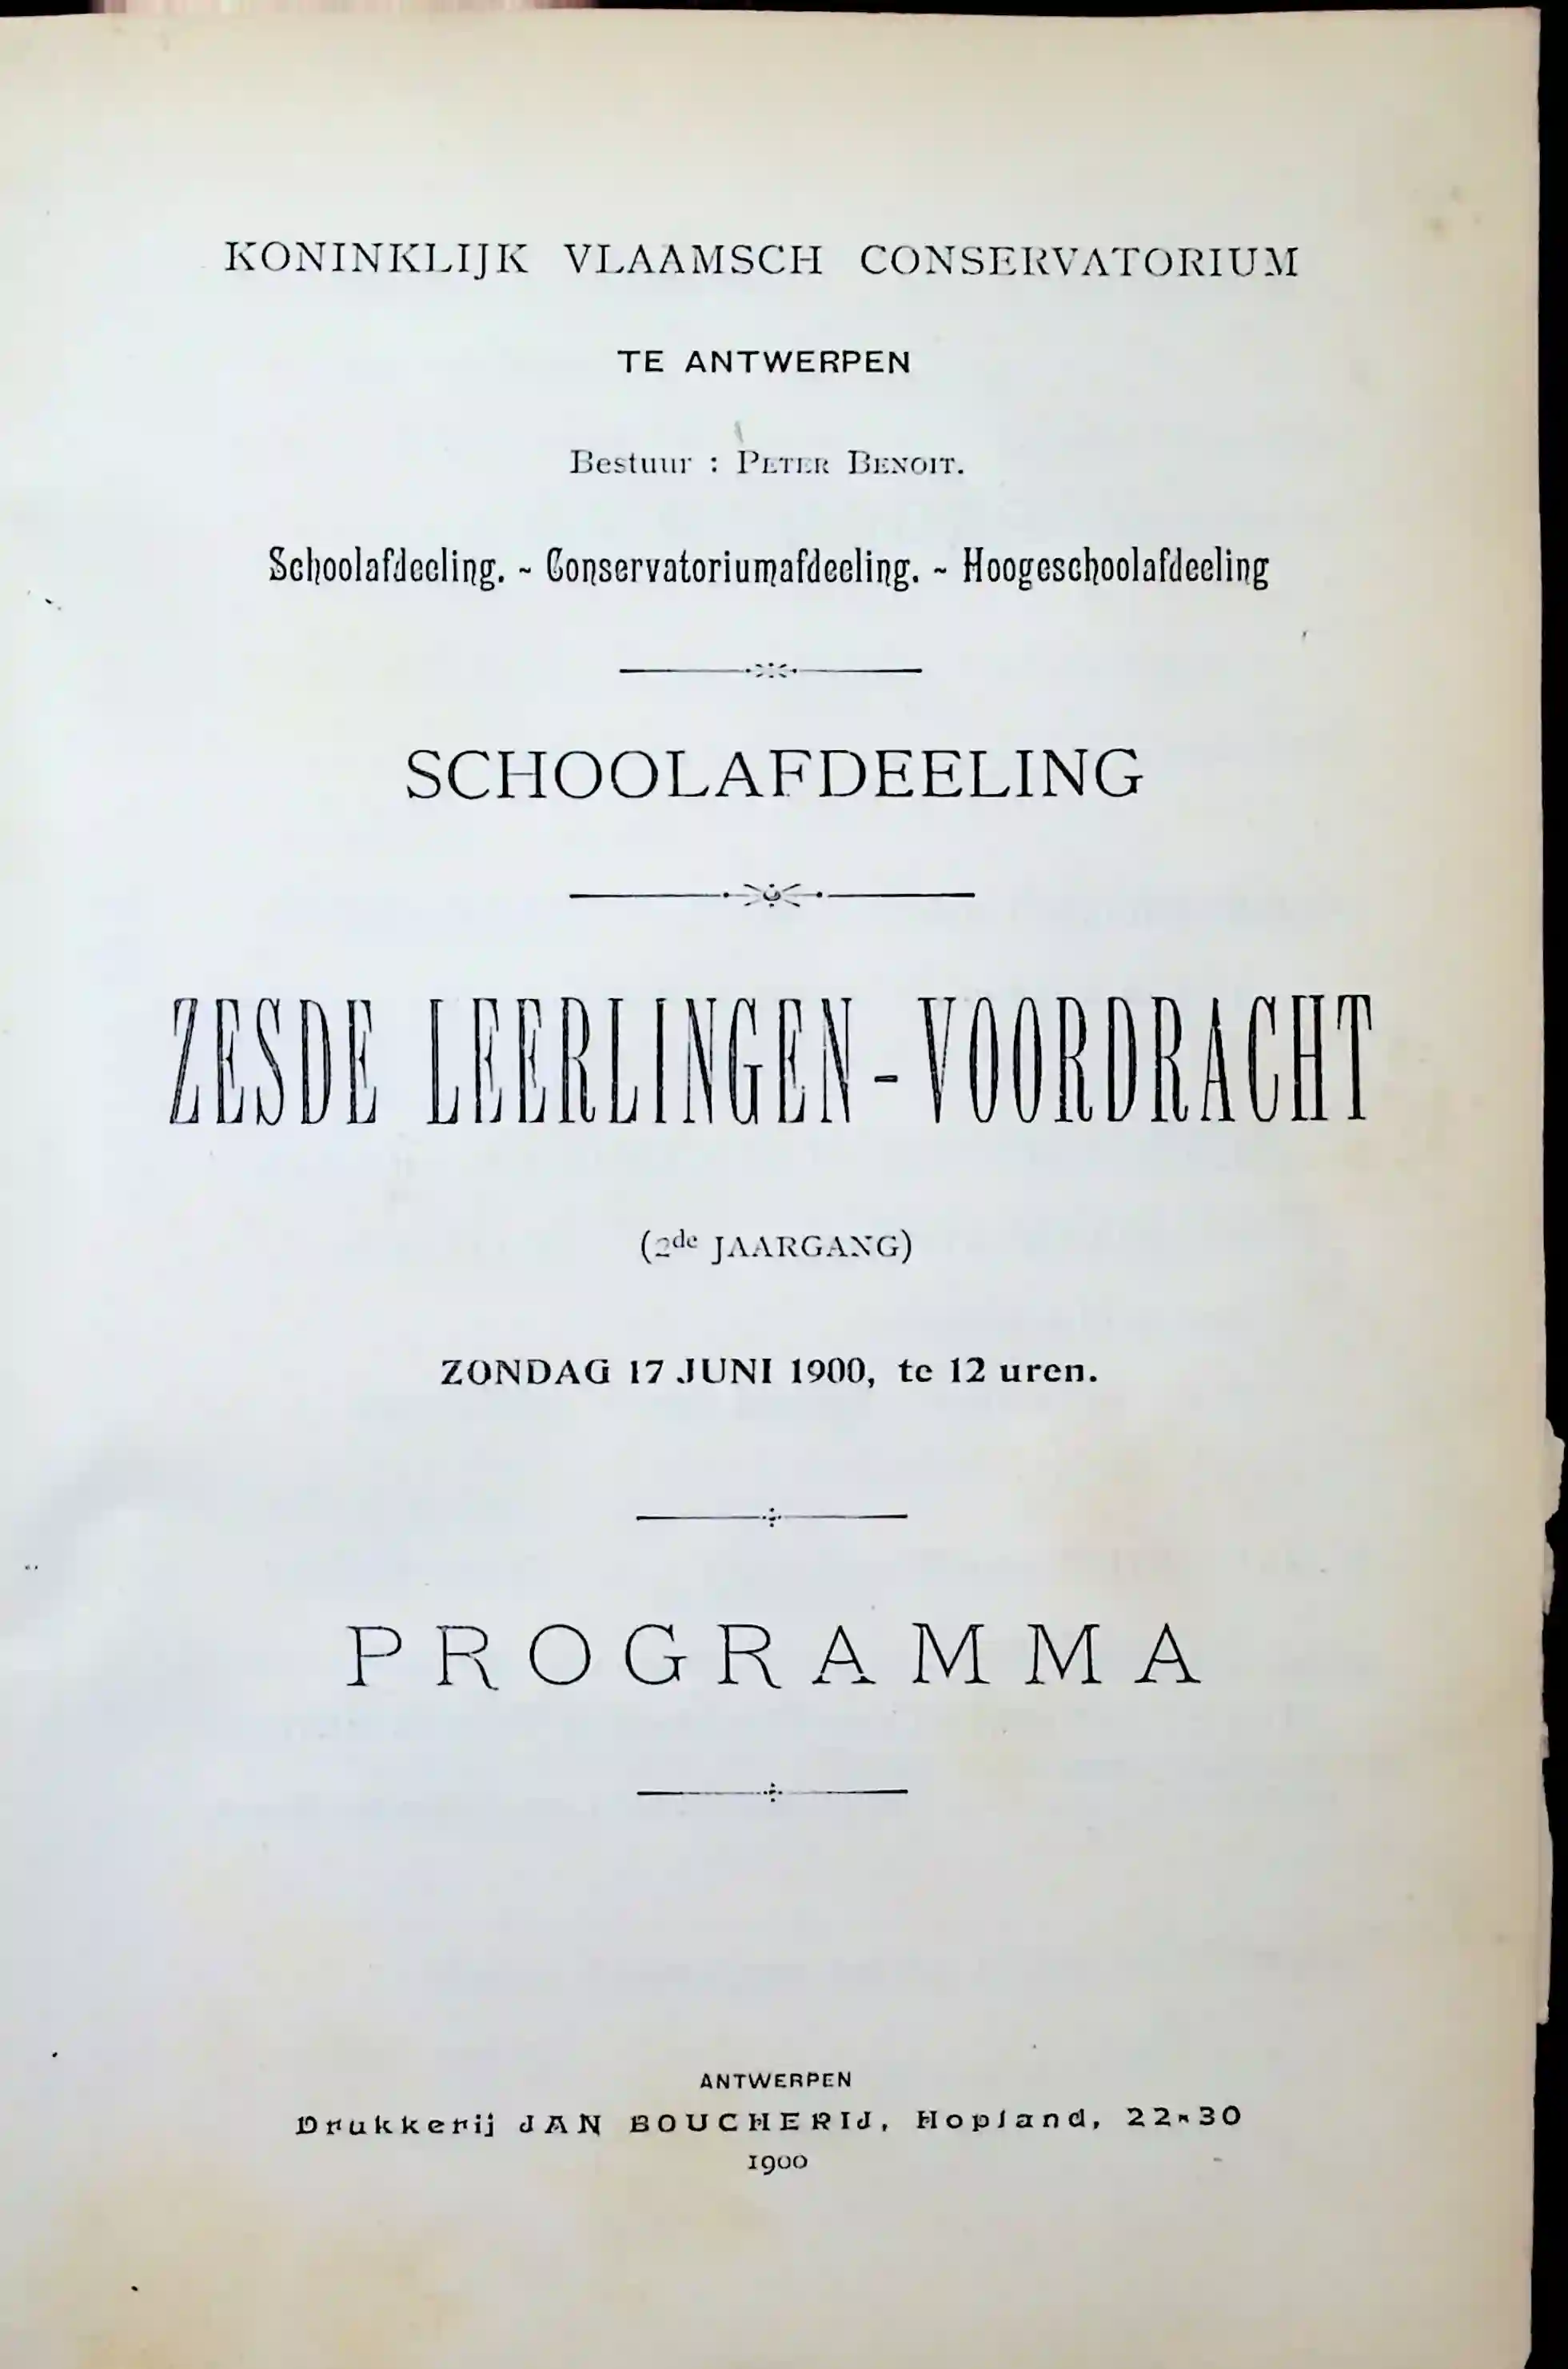 KONINKLIJK VLAAMSCH CONSERVATORIUM
TE ANTWERPEN
Bestuur : PETER BENOIT.
Schoolafdeeling. - Conservatoriumafdeeling. - Hoogeschoolafdeeling
SCHOOLAFDEELING
ZESDE LEERLINGEN-VOORDRACHT
(2de JAARGANG)
ZONDAG 17 JUNI 1900, te 12 uren.
PROGRAMMA
ANTWERPEN
Drukkerij JAN BOUCHERIJ, Hopland, 22-30
1900